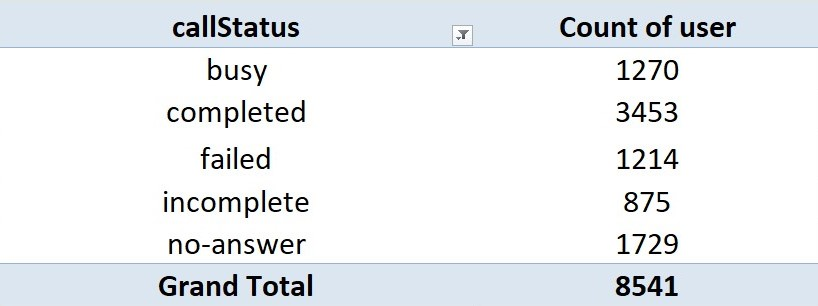 callStatus Count of user
busy 1270
completed 3453
failed 1214
incomplete 875
no-answer 1729
Grand Total 8541